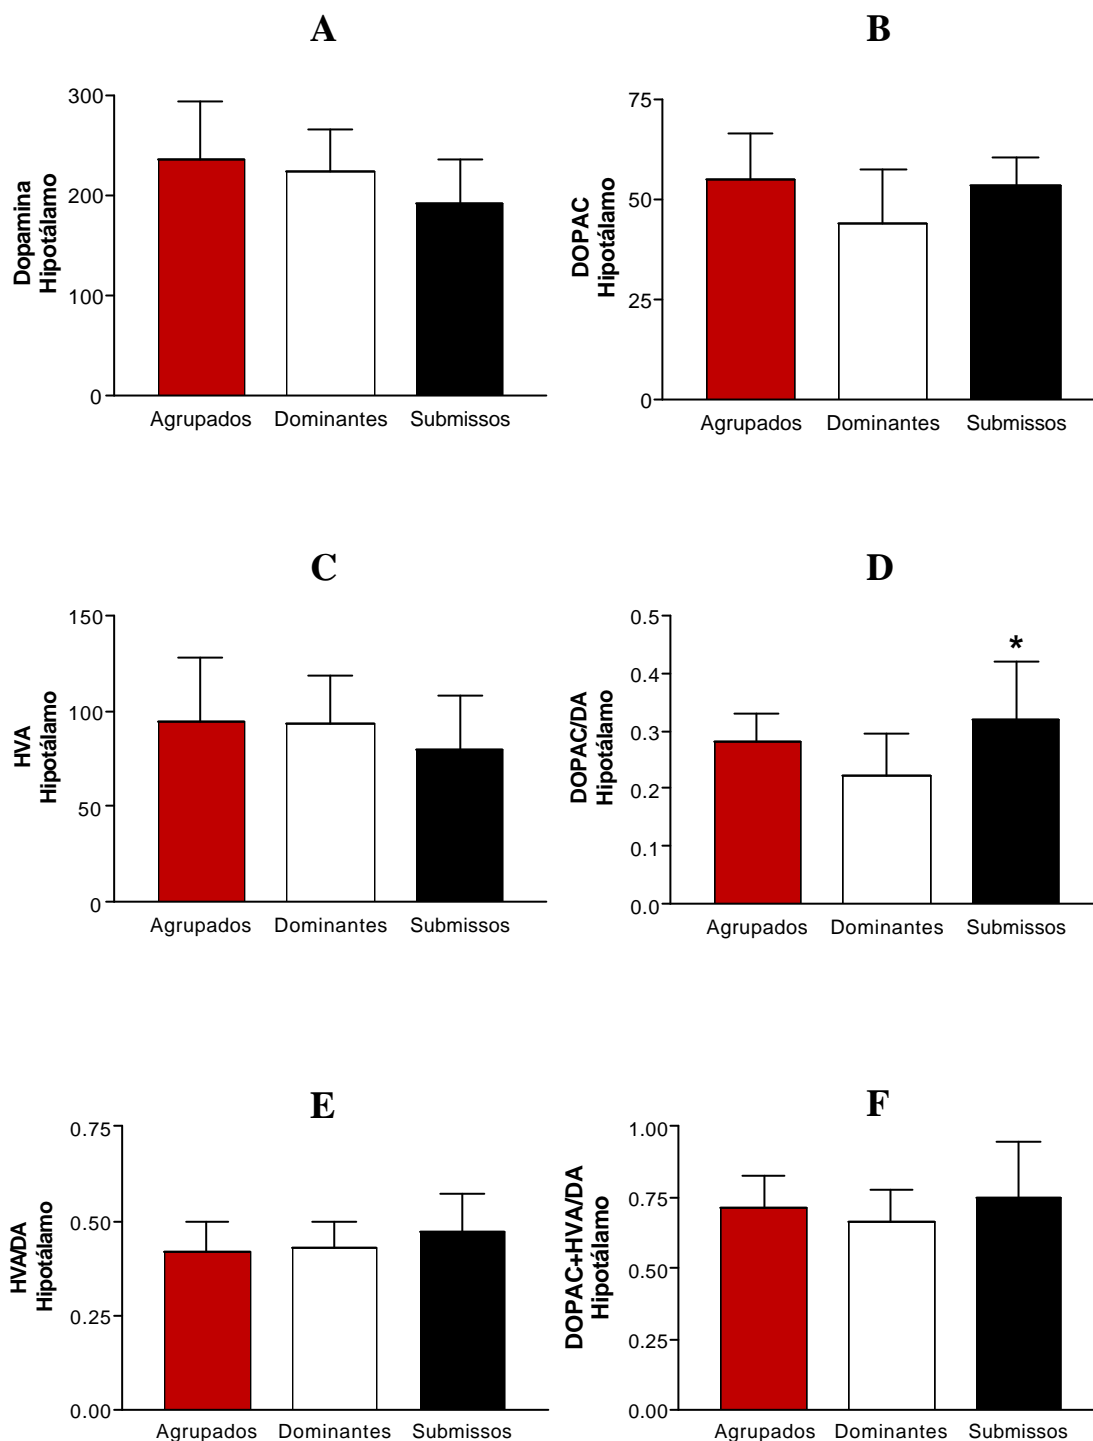 A
Dopamina
Hipotálamo
300
200
100
0
Agrupados Dominantes Submissos
B
DOPAC
Hipotálamo
75
50
25
0
Agrupados Dominantes Submissos
C
HVA
Hipotálamo
150
100
50
0
Agrupados Dominantes Submissos
D
DOPAC/DA
Hipotálamo
0.5
0.4
0.3
0.2
0.1
0.0
*
Agrupados Dominantes Submissos
E
HVA/DA
Hipotálamo
0.75
0.50
0.25
0.00
Agrupados Dominantes Submissos
F
DOPAC+HVA/DA
Hipotálamo
1.00
0.75
0.50
0.25
0.00
Agrupados Dominantes Submissos